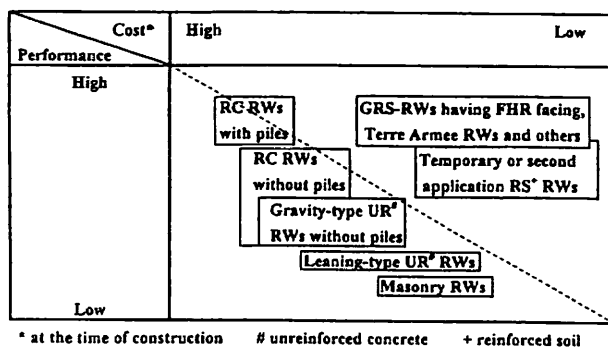 Cost*
High
Low
Performance
High
RC RWs
with piles
GRS-RWs having FHR facing,
Terre Armee RWs and others
RC RWs
without piles
Temporary or second
application RS+ RWs
Gravity-type UR#
RWs without piles
Leaning-type UR# RWs
Masonry RWs
Low
* at the time of construction # unreinforced concrete + reinforced soil